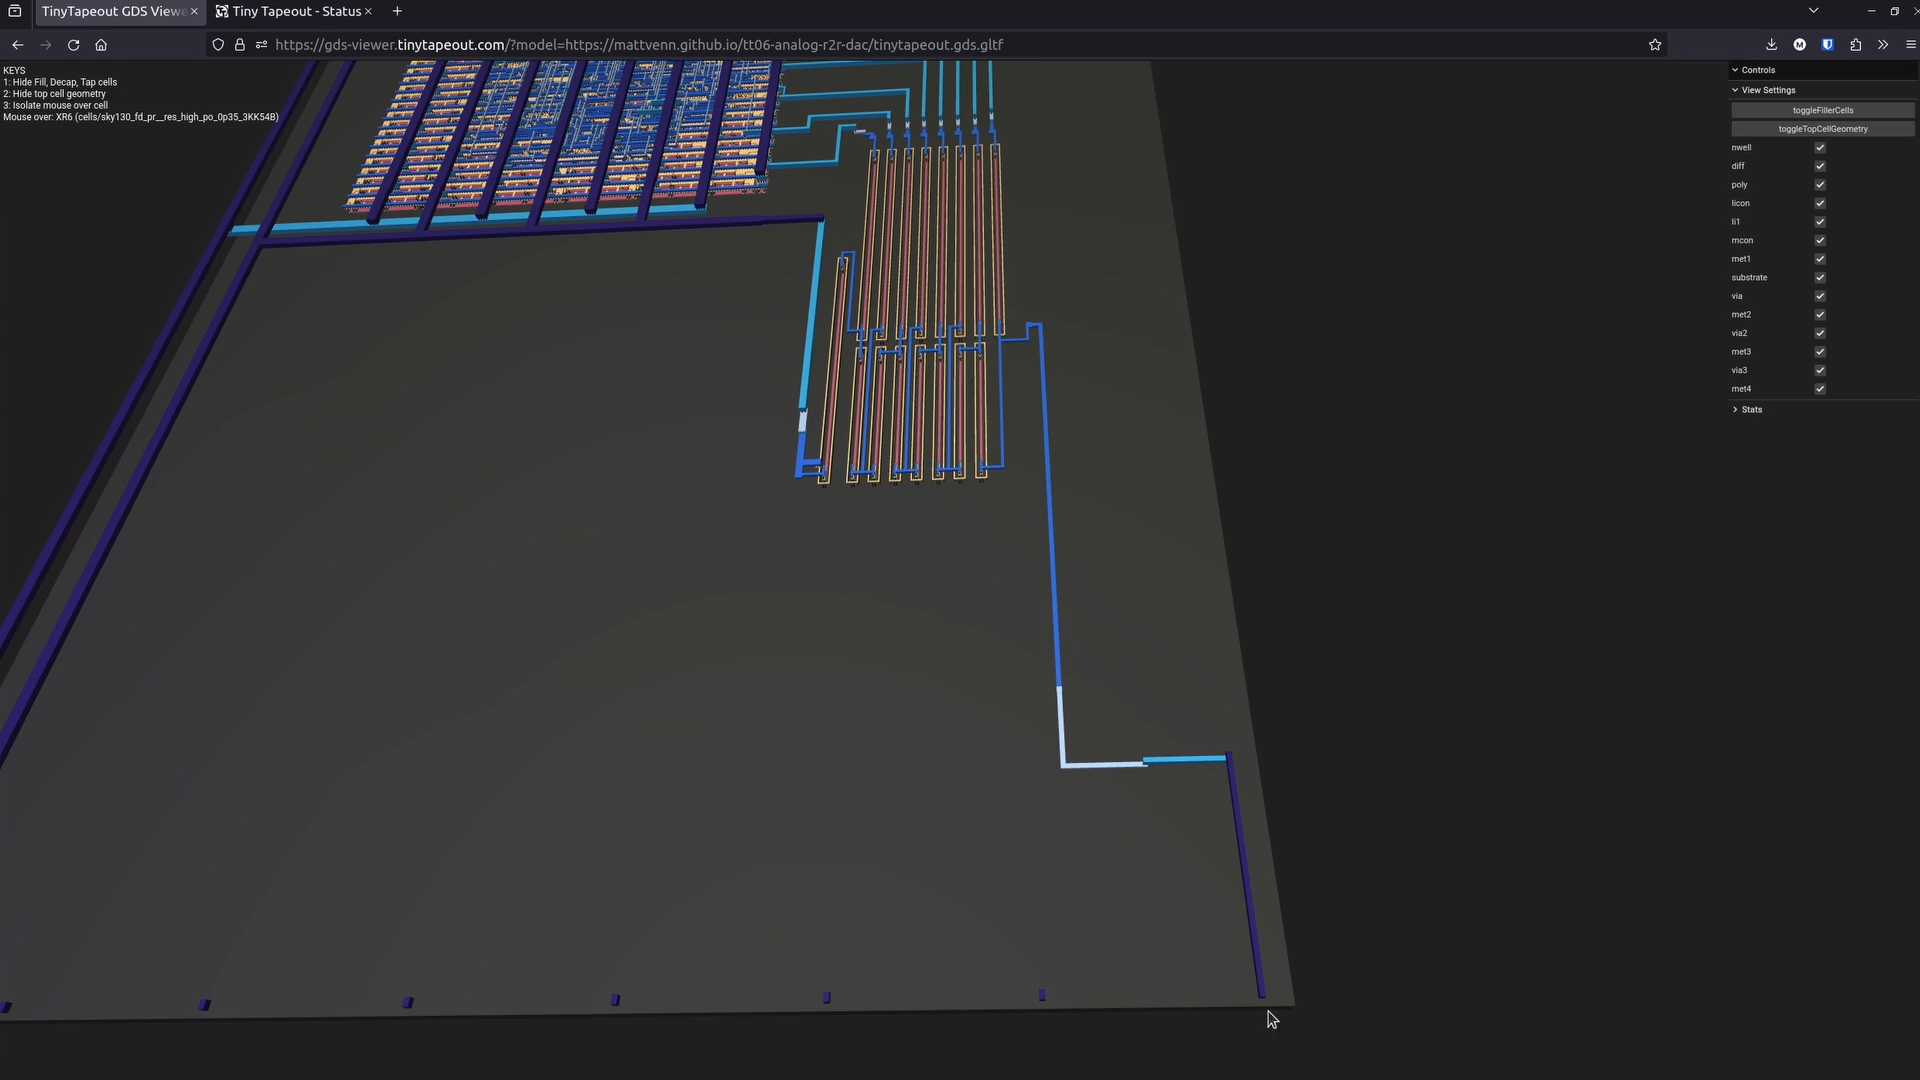 TinyTapeout GDS Viewe
Tiny Tapeout - Status
https://gds-viewer.tinytapeout.com/?model=https://mattvenn.github.io/tt06-analog-r2r-dac/tinytapeout.gds.gltf
M
KEYS
1: Hide Fill, Decap, Tap cells
2: Hide top cell geometry
3: Isolate mouse over cell
Mouse over: XR6 (cells/sky130_fd_pr__res_high_po_0p35_3KK54B)
Controls
View Settings
toggleFillerCells
toggleTopCellGeometry
nwell
diff
poly
licon
li1
mcon
met1
substrate
via
met2
via2
met3
via3
met4
Stats